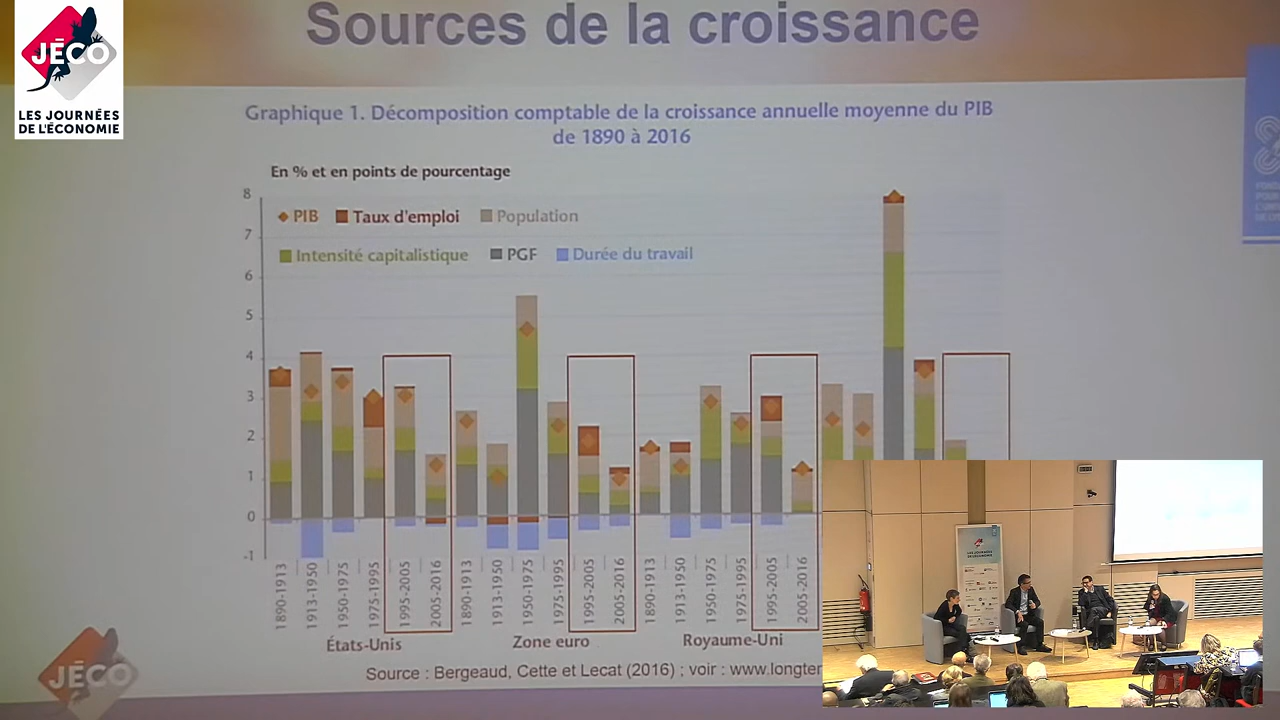 Sources de la croissance
JÉCO
LES JOURNÉES
DE L'ÉCONOMIE
Graphique 1. Décomposition comptable de la croissance annuelle moyenne du PIB
de 1890 à 2016
En % et en points de pourcentage
8
PIB Taux d'emploi Population
7
Intensité capitalistique PGF Durée du travail
6
5
4
3
2
1
0
-1
1890-1913 1913-1950 1950-1975 1975-1995 1995-2005 2005-2016 1890-1913 1913-1950 1950-1975 1975-1995 1995-2005 2005-2016 1890-1913 1913-1950 1950-1975 1975-1995 1995-2005 2005-2016
États-Unis Zone euro Royaume-Uni
Source : Bergeaud, Cette et Lecat (2016) ; voir : www.longter
JÉCO